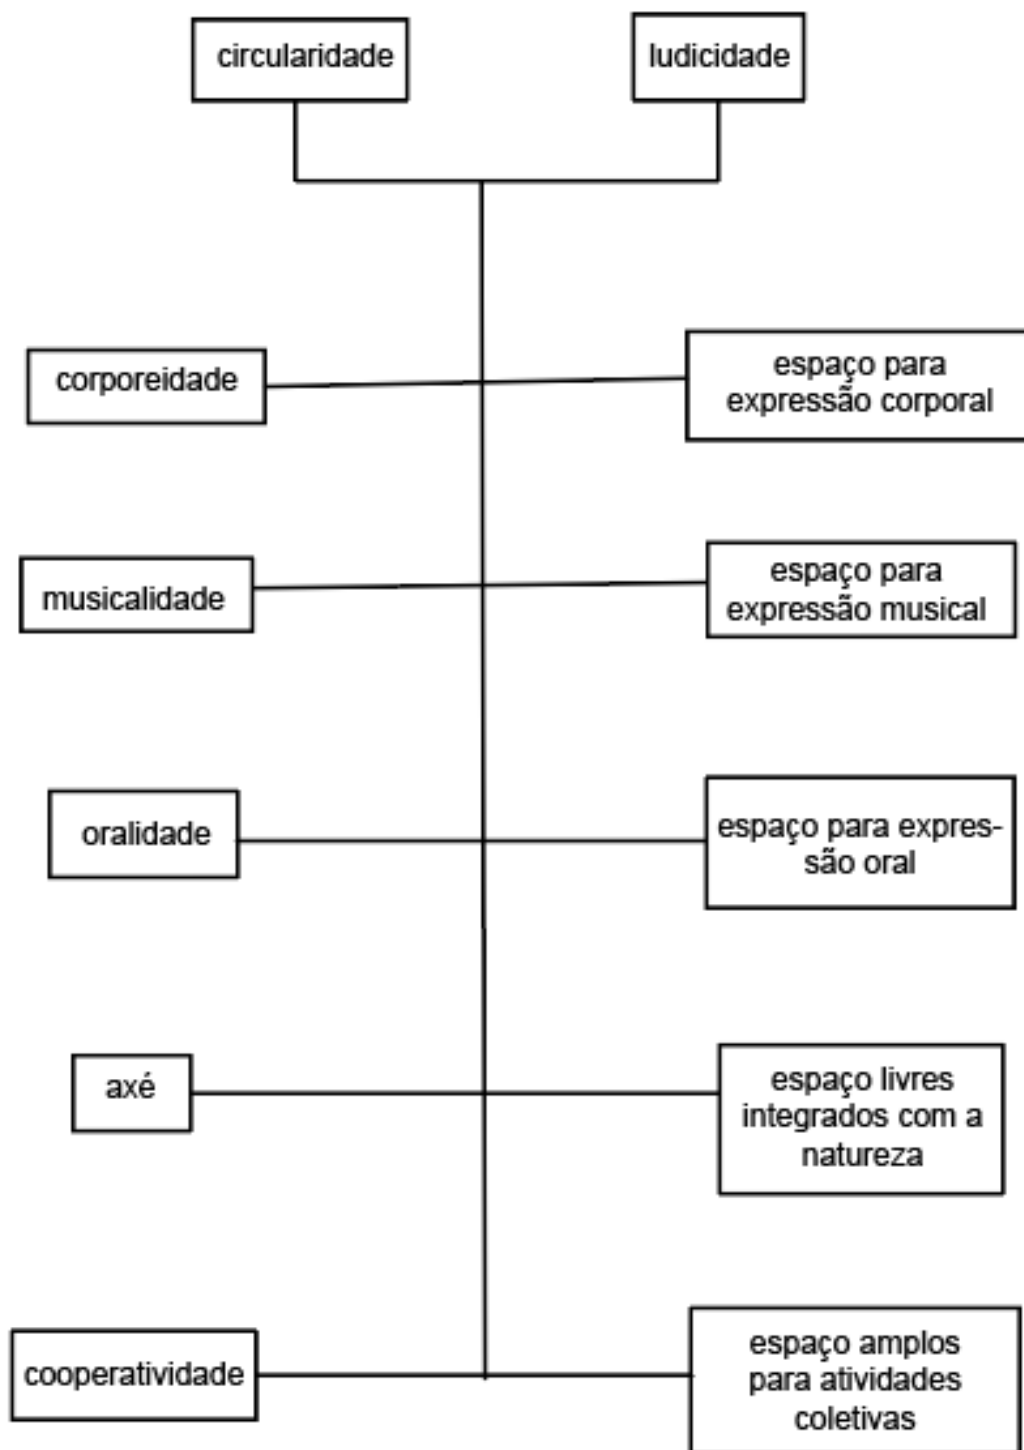 circularidade
ludicidade
corporeidade
espaço para
expressão corporal
musicalidade
espaço para
expressão musical
oralidade
espaço para expres-
são oral
axé
espaço livres
integrados com a
natureza
cooperatividade
espaço amplos
para atividades
coletivas